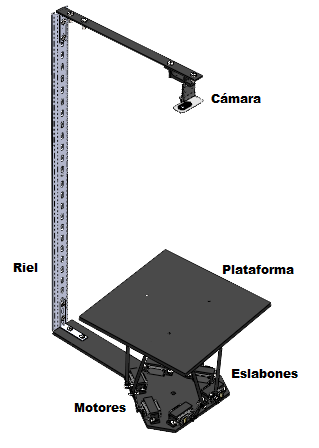 Cámara
Riel
Plataforma
Eslabones
Motores